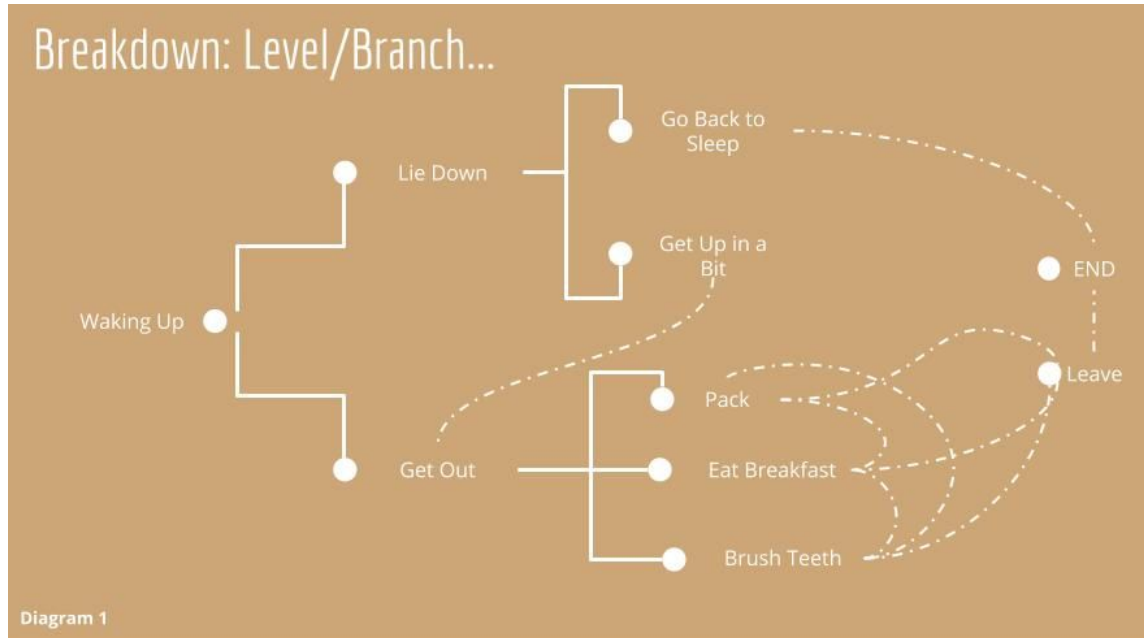 Breakdown: Level/Branch...
Go Back to
Sleep
Lie Down
Get Up in a
Bit
END
Waking Up
Leave
Pack
Get Out
Eat Breakfast
Brush Teeth
Diagram 1